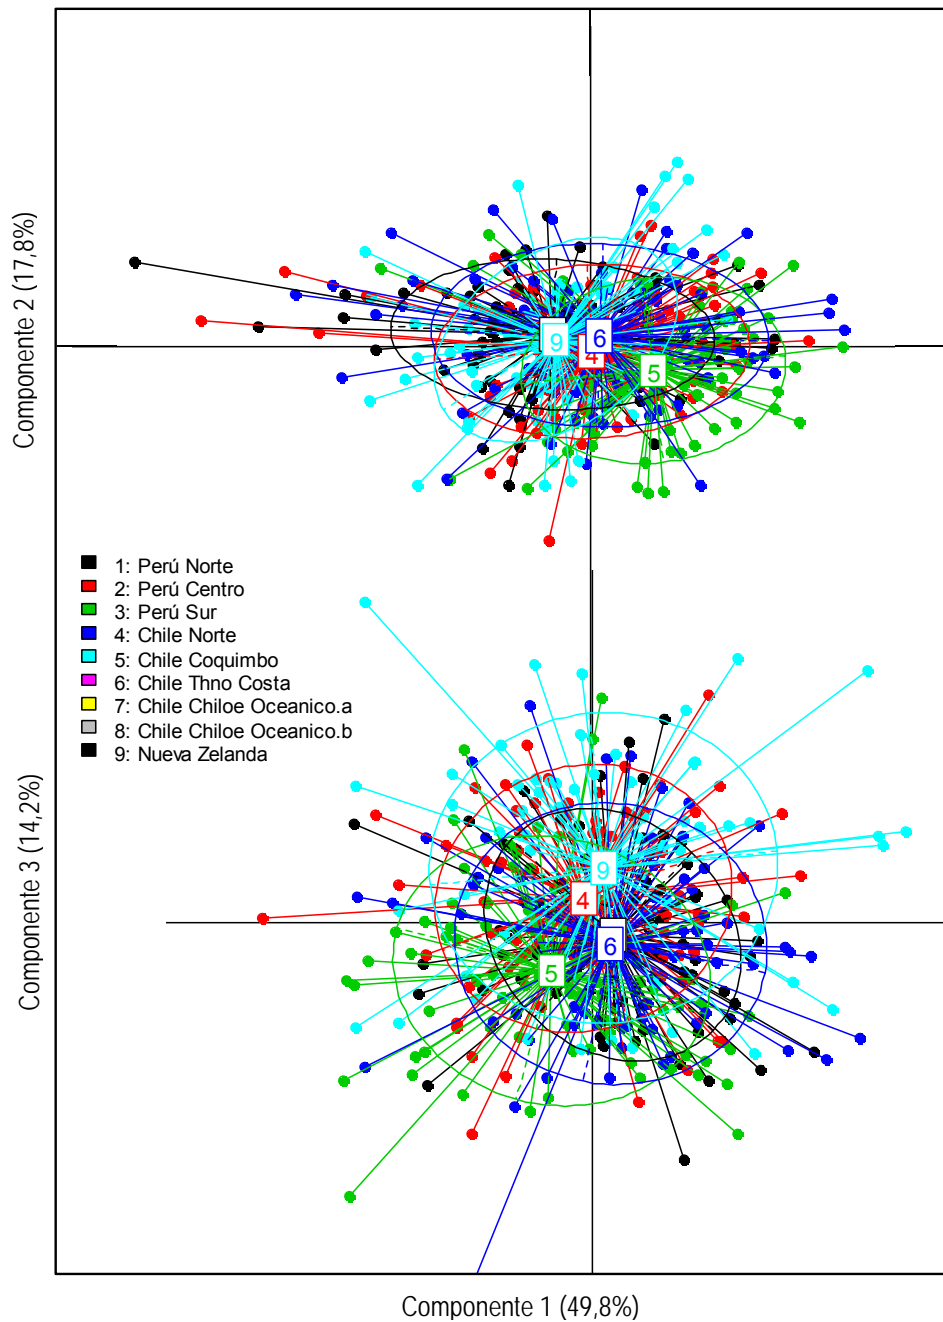 Componente 2 (17,8%)
9
6
4
5
1: Perú Norte
2: Perú Centro
3: Perú Sur
4: Chile Norte
5: Chile Coquimbo
6: Chile Thno Costa
7: Chile Chiloe Oceanico.a
8: Chile Chiloe Oceanico.b
9: Nueva Zelanda
Componente 3 (14,2%)
9
4
6
5
Componente 1 (49,8%)